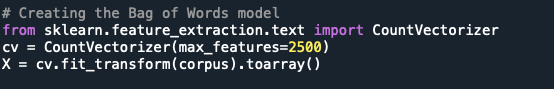 # Creating the Bag of Words model
from sklearn.feature_extraction.text import CountVectorizer
cv = CountVectorizer(max_features=2500)
X = cv.fit_transform(corpus).toarray()